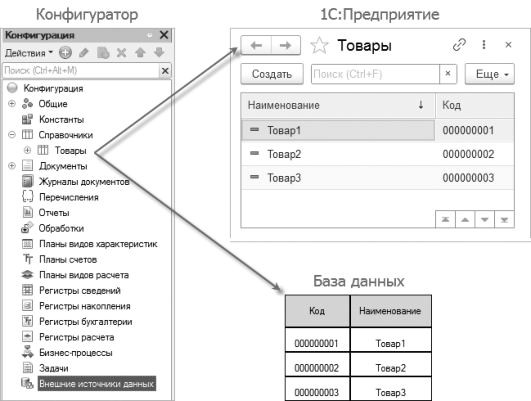 Конфигуратор
Конфигурация
Действия
Поиск (Ctrl+Alt+M)
Конфигурация
Общие
Константы
Справочники
Товары
Документы
Журналы документов
Перечисления
Отчеты
Обработки
Планы видов характеристик
Планы счетов
Планы видов расчета
Регистры сведений
Регистры накопления
Регистры бухгалтерии
Регистры расчета
Бизнес-процессы
Задачи
Внешние источники данных
1С:Предприятие
Товары
Создать Поиск (Ctrl+F) × Еще
Наименование ↓ Код
Товар1 000000001
Товар2 000000002
Товар3 000000003
База данных
Код Наименование
000000001 Товар1
000000002 Товар2
000000003 Товар3